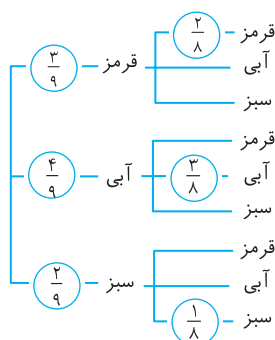 ۲/۸ قرمز
۳/۹ قرمز آبی
سبز
قرمز
۴/۹ آبی ۳/۸ آبی
سبز
قرمز
۲/۹ سبز آبی
۱/۸ سبز